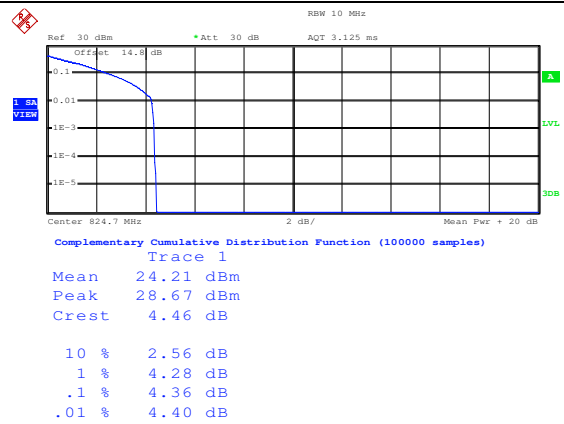 RBW 10 MHz
Ref 30 dBm *Att 30 dB AQT 3.125 ms
Offset 14.8 dB
0.1
A
1 SA
VIEW
0.01
1E-3
LVL
1E-4
1E-5
3DB
Center 824.7 MHz 2 dB/ Mean Pwr + 20 dB
Complementary Cumulative Distribution Function (100000 samples)
Trace 1
Mean 24.21 dBm
Peak 28.67 dBm
Crest 4.46 dB
10 % 2.56 dB
1 % 4.28 dB
.1 % 4.36 dB
.01 % 4.40 dB